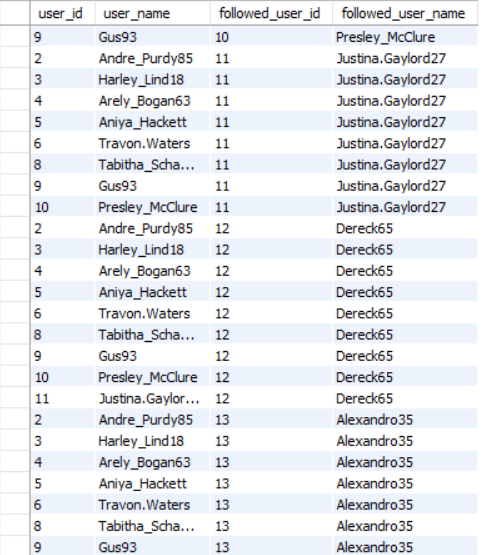 user_id user_name followed_user_id followed_user_name
9 Gus93 10 Presley_McClure
2 Andre_Purdy85 11 Justina.Gaylord27
3 Harley_Lind18 11 Justina.Gaylord27
4 Arely_Bogan63 11 Justina.Gaylord27
5 Aniya_Hackett 11 Justina.Gaylord27
6 Travon.Waters 11 Justina.Gaylord27
8 Tabitha_Scha... 11 Justina.Gaylord27
9 Gus93 11 Justina.Gaylord27
10 Presley_McClure 11 Justina.Gaylord27
2 Andre_Purdy85 12 Dereck65
3 Harley_Lind18 12 Dereck65
4 Arely_Bogan63 12 Dereck65
5 Aniya_Hackett 12 Dereck65
6 Travon.Waters 12 Dereck65
8 Tabitha_Scha... 12 Dereck65
9 Gus93 12 Dereck65
10 Presley_McClure 12 Dereck65
11 Justina.Gaylor... 12 Dereck65
2 Andre_Purdy85 13 Alexandro35
3 Harley_Lind18 13 Alexandro35
4 Arely_Bogan63 13 Alexandro35
5 Aniya_Hackett 13 Alexandro35
6 Travon.Waters 13 Alexandro35
8 Tabitha_Scha... 13 Alexandro35
9 Gus93 13 Alexandro35